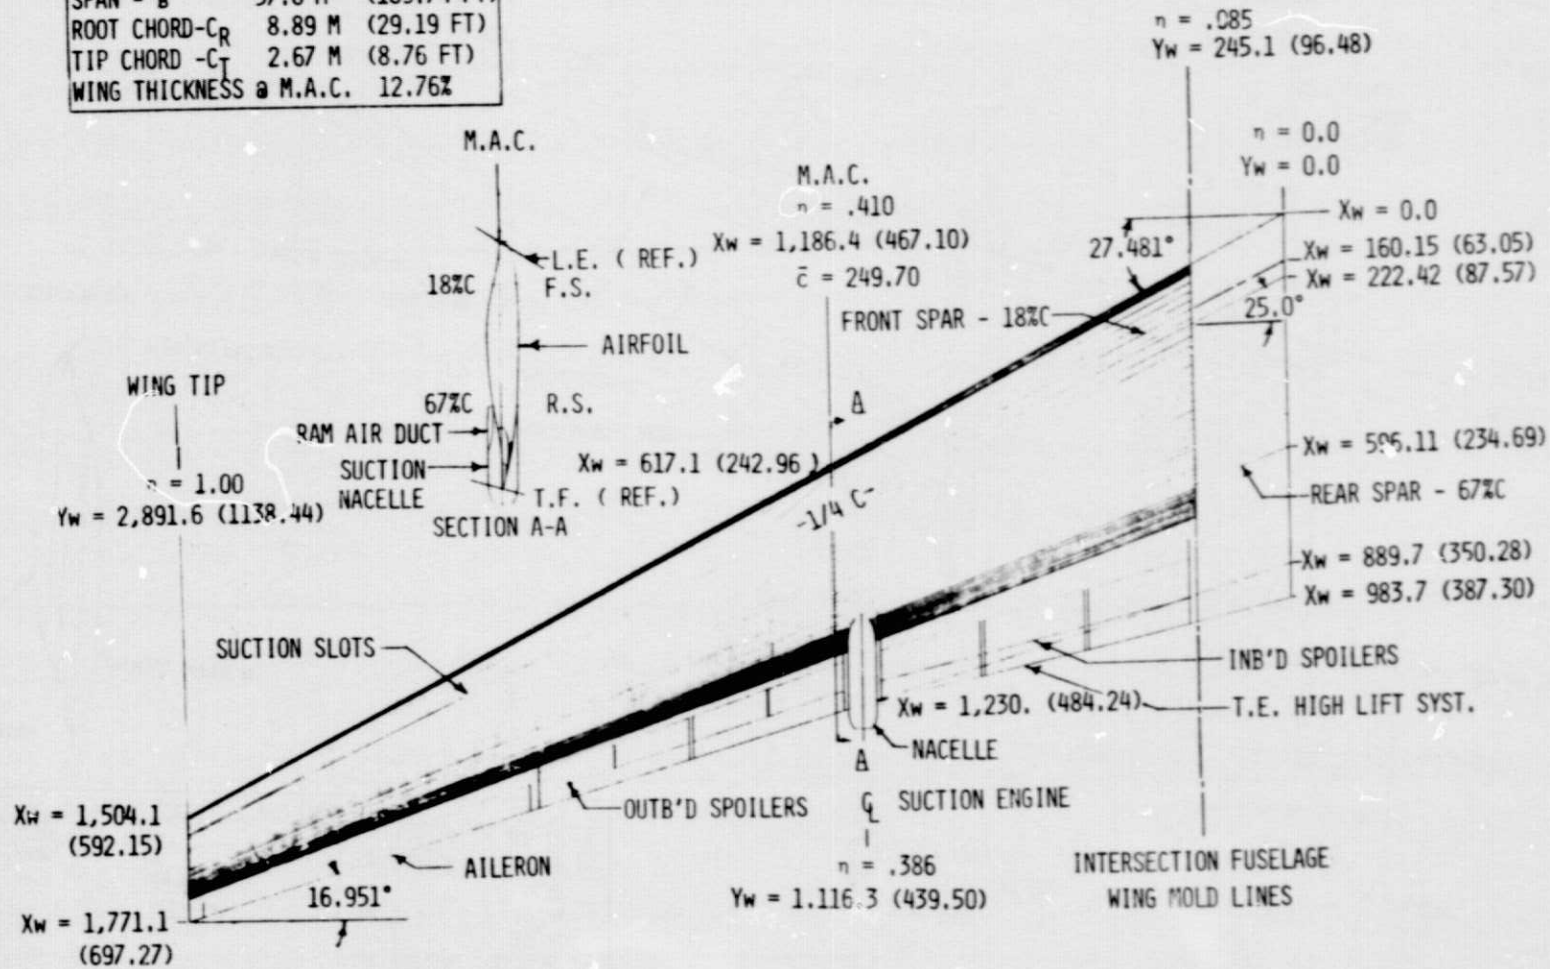 ROOT CHORD-CR 8.89 M (29.19 FT)
TIP CHORD -CT 2.67 M (8.76 FT)
WING THICKNESS a M.A.C. 12.76%
η = .085
Yw = 245.1 (96.48)
η = 0.0
Yw = 0.0
M.A.C.
L.E. ( REF.)
18%C
F.S.
AIRFOIL
67%C
R.S.
RAM AIR DUCT
SUCTION
NACELLE
T.F. ( REF.)
SECTION A-A
M.A.C.
η = .410
Xw = 1,186.4 (467.10)
c̄ = 249.70
27.481°
Xw = 0.0
Xw = 160.15 (63.05)
Xw = 222.42 (87.57)
25.0°
FRONT SPAR - 18%C
WING TIP
= 1.00
Yw = 2,891.6 (1138.44)
A
Xw = 617.1 (242.96)
-1/4 C-
(234.69)
REAR SPAR - 67%C
Xw = 889.7 (350.28)
Xw = 983.7 (387.30)
SUCTION SLOTS
INB'D SPOILERS
Xw = 1,230. (484.24)
T.E. HIGH LIFT SYST.
NACELLE
A
OUTB'D SPOILERS
℄ SUCTION ENGINE
η = .386
Yw = 1.116.3 (439.50)
INTERSECTION FUSELAGE
WING MOLD LINES
Xw = 1,504.1
(592.15)
AILERON
16.951°
Xw = 1,771.1
(697.27)